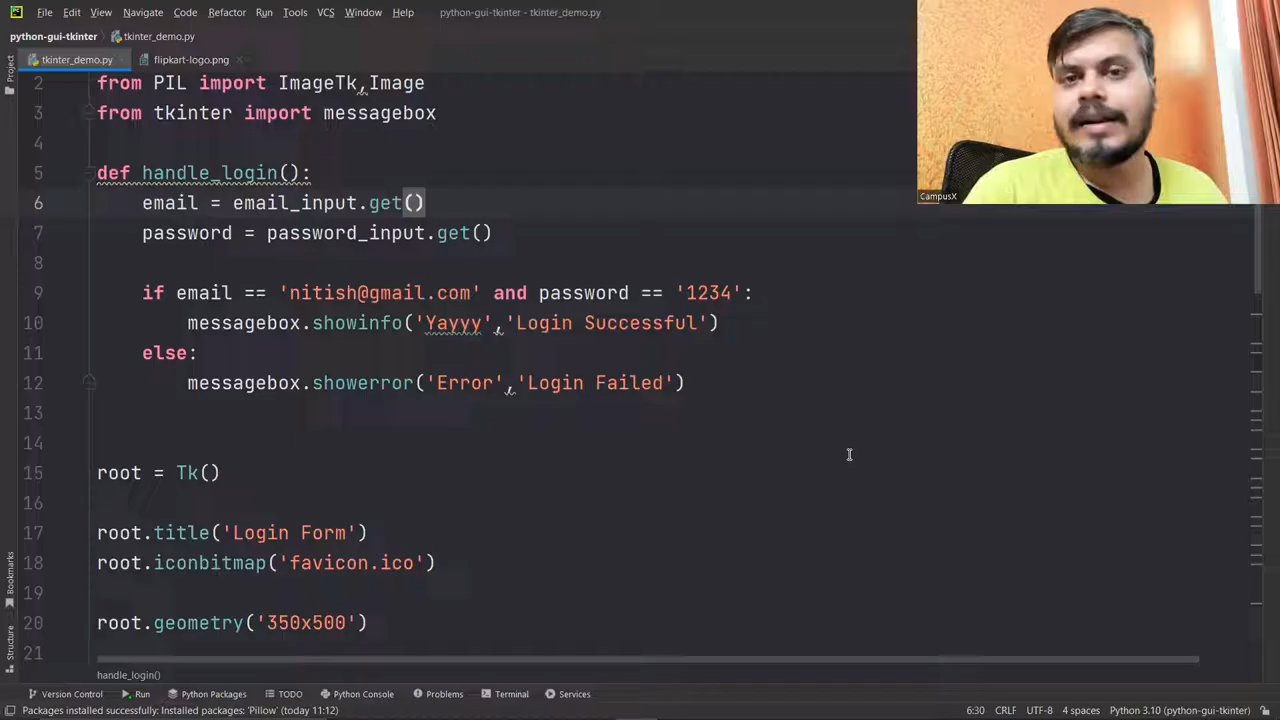 File Edit View Navigate Code Refactor Run Tools VCS Window Help python-gui-tkinter - tkinter_demo.py
python-gui-tkinter tkinter_demo.py
tkinter_demo.py flipkart-logo.png
Project
2 from PIL import ImageTk,Image
3 from tkinter import messagebox
4
5 def handle_login():
6 email = email_input.get()
7 password = password_input.get()
8
9 if email == 'nitish@gmail.com' and password == '1234':
10 messagebox.showinfo('Yayyy','Login Successful')
11 else:
12 messagebox.showerror('Error','Login Failed')
13
14
15 root = Tk()
16
17 root.title('Login Form')
18 root.iconbitmap('favicon.ico')
19
20 root.geometry('350x500')
21
CampusX
Bookmarks
Structure
handle_login()
Version Control Run Python Packages TODO Python Console Problems Terminal Services
Packages installed successfully: Installed packages: 'Pillow' (today 11:12) 6:30 CRLF UTF-8 4 spaces Python 3.10 (python-gui-tkinter)